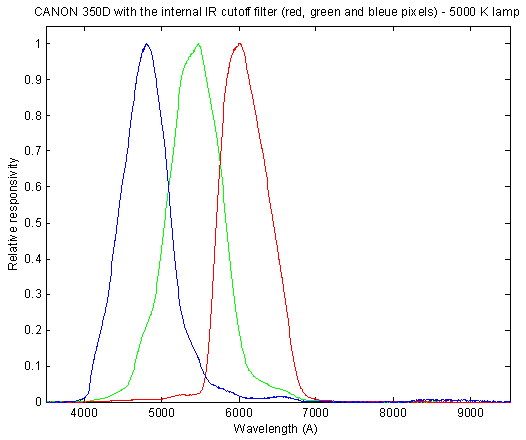 CANON 350D with the internal IR cutoff filter (red, green and bleue pixels) - 5000 K lamp
1
0.9
0.8
0.7
0.6
0.5
0.4
0.3
0.2
0.1
0
Relative responsivity
4000 5000 6000 7000 8000 9000
Wavelength (A)